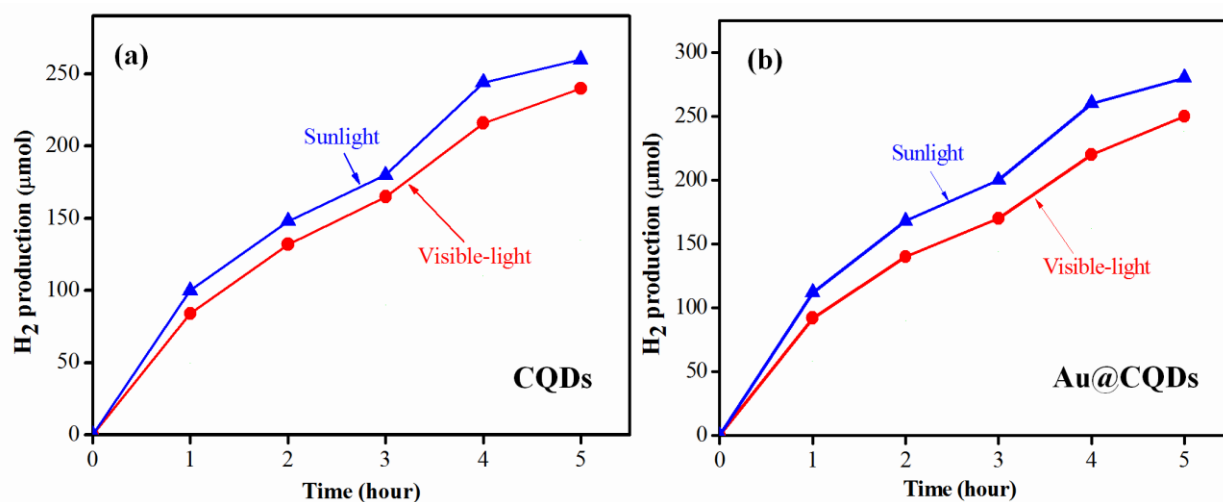 (a)
H2 production (μmol)
250
200
150
100
50
0
Sunlight
Visible-light
CQDs
0 1 2 3 4 5
Time (hour)
(b)
H2 production (μmol)
300
250
200
150
100
50
0
Sunlight
Visible-light
Au@CQDs
0 1 2 3 4 5
Time (hour)